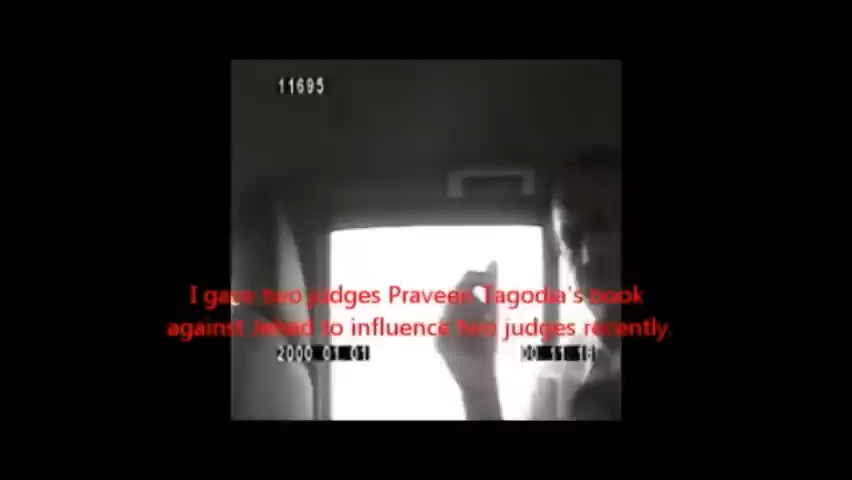 11695
I gave two judges Praveen Tagodia's book
against Jehad to influence two judges recently.
2000 01 01 00 11 18